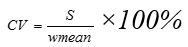 CV = S / wmean × 100%